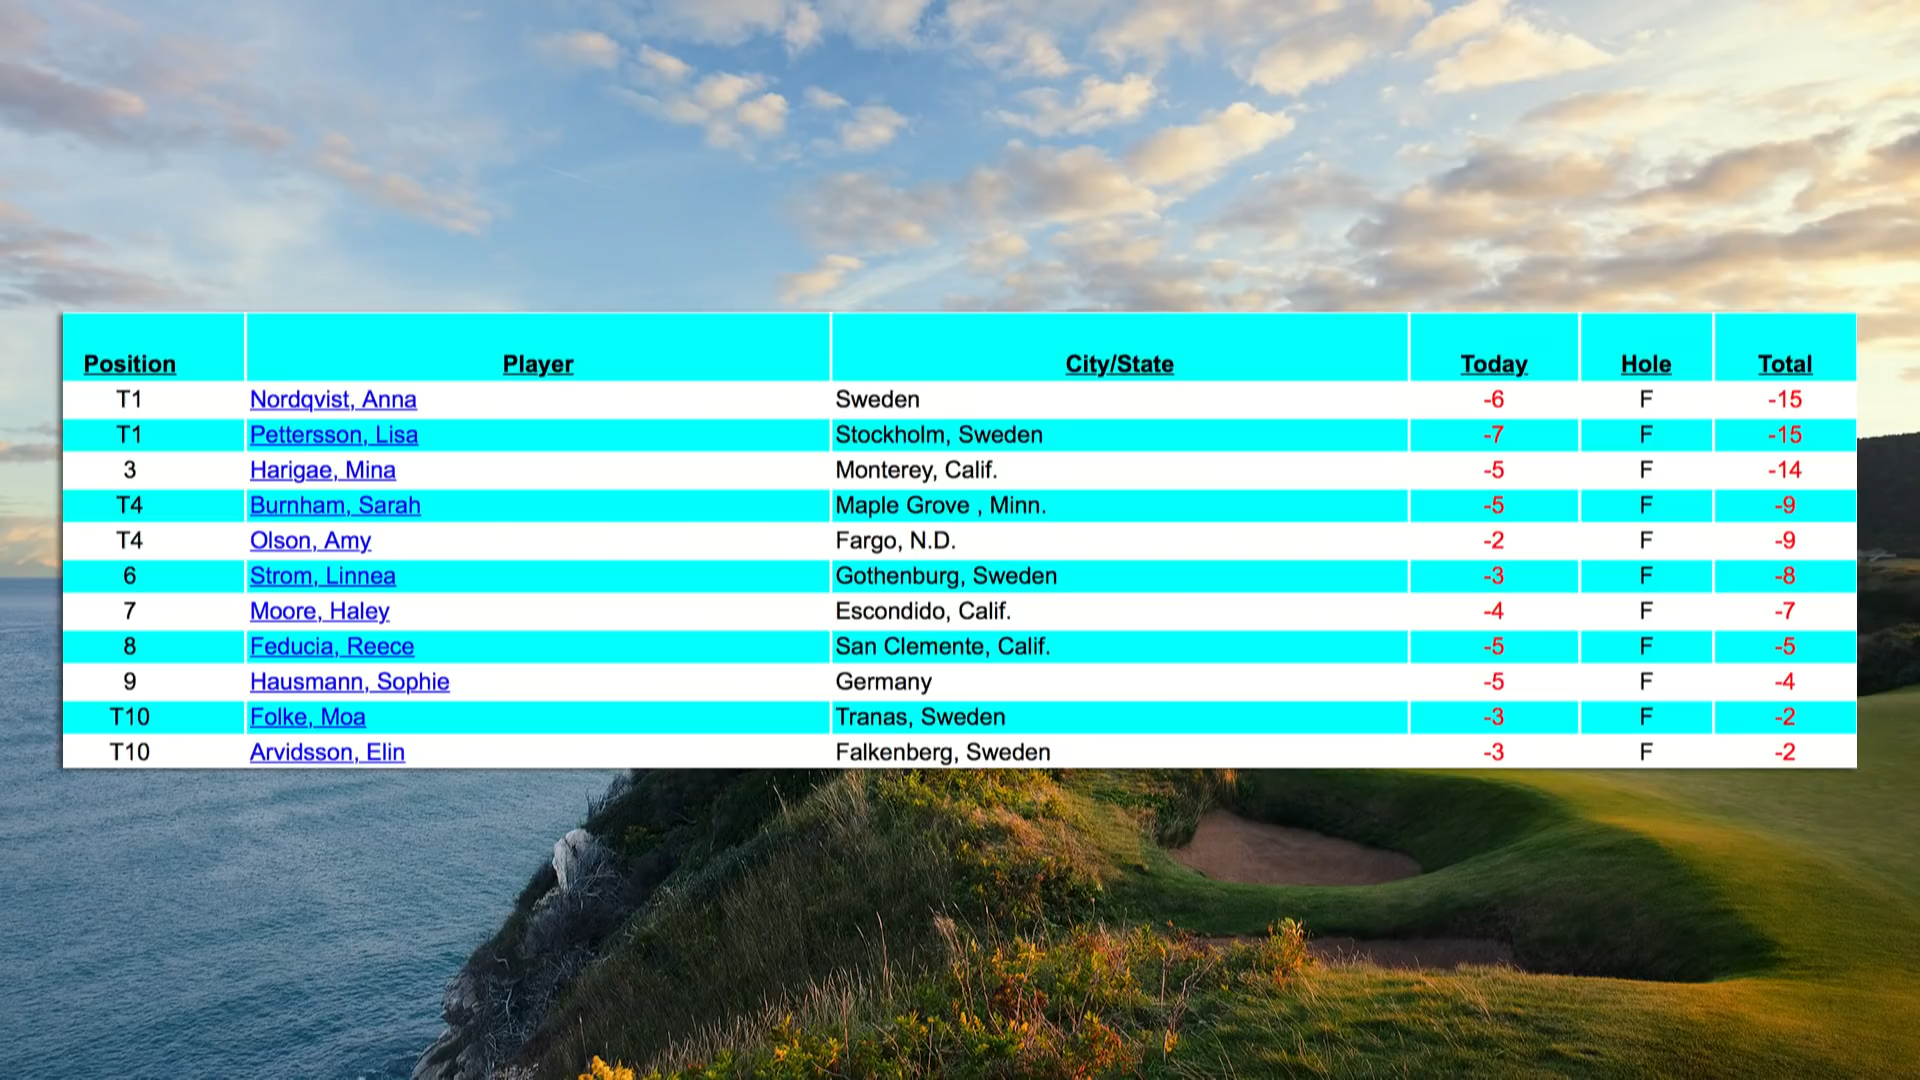 Position Player City/State Today Hole Total
T1 Nordqvist, Anna Sweden -6 F -15
T1 Pettersson, Lisa Stockholm, Sweden -7 F -15
3 Harigae, Mina Monterey, Calif. -5 F -14
T4 Burnham, Sarah Maple Grove , Minn. -5 F -9
T4 Olson, Amy Fargo, N.D. -2 F -9
6 Strom, Linnea Gothenburg, Sweden -3 F -8
7 Moore, Haley Escondido, Calif. -4 F -7
8 Feducia, Reece San Clemente, Calif. -5 F -5
9 Hausmann, Sophie Germany -5 F -4
T10 Folke, Moa Tranas, Sweden -3 F -2
T10 Arvidsson, Elin Falkenberg, Sweden -3 F -2